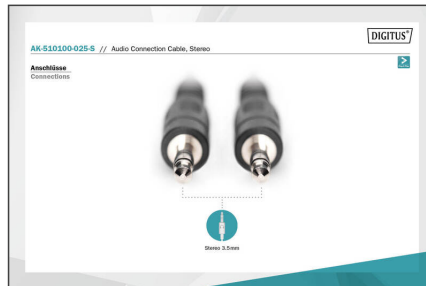 DIGITUS®
AK-510100-025-S // Audio Connection Cable, Stereo
Anschlüsse
Connections
Stereo 3.5mm